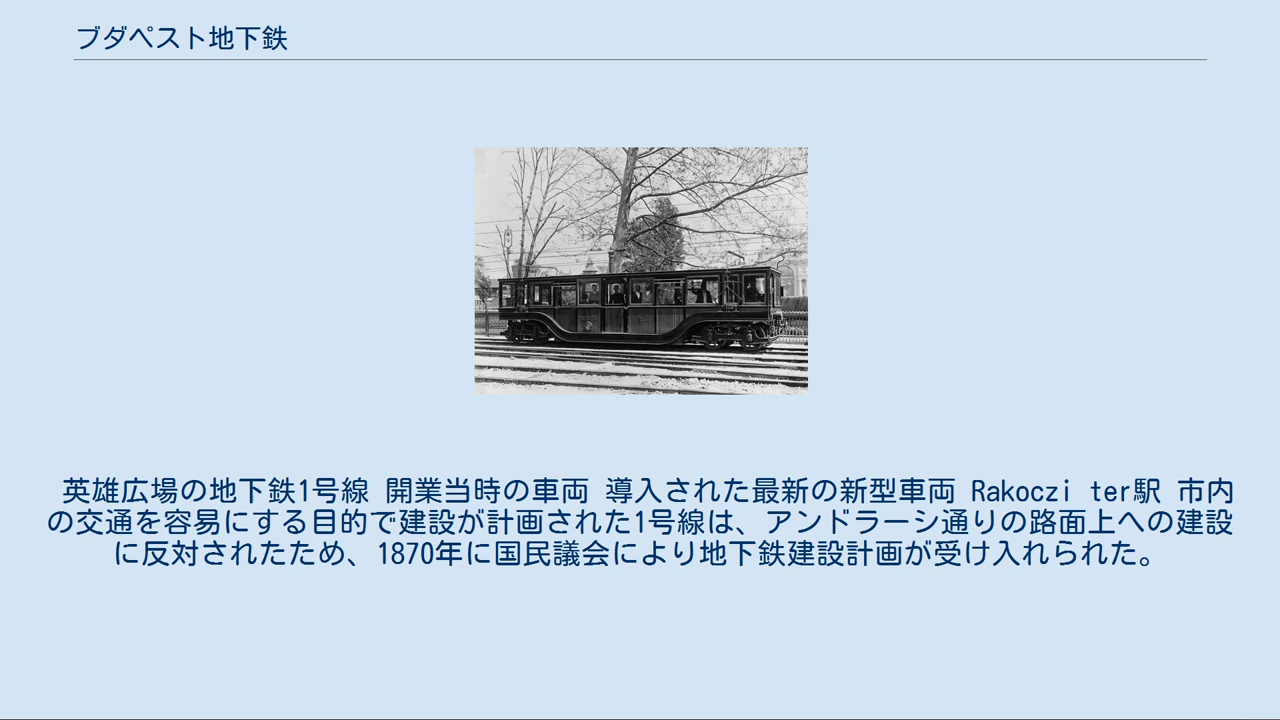 ブダペスト地下鉄
英雄広場の地下鉄1号線 開業当時の車両 導入された最新の新型車両 Rakoczi ter駅 市内
の交通を容易にする目的で建設が計画された1号線は、アンドラーシ通りの路面上への建設
に反対されたため、1870年に国民議会により地下鉄建設計画が受け入れられた。